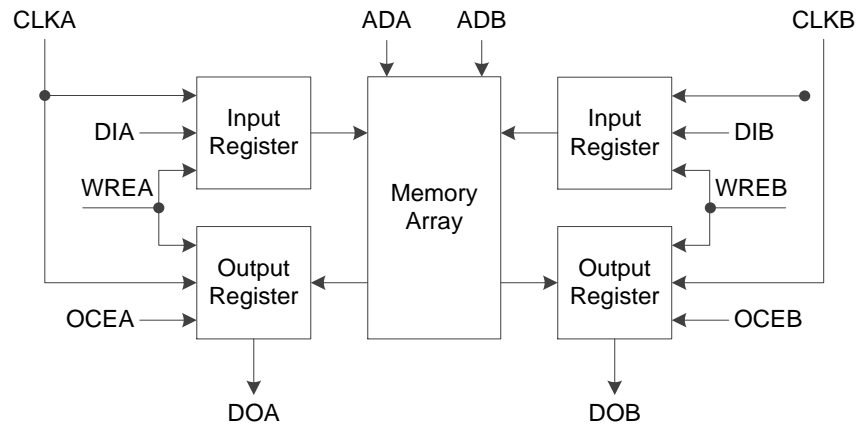 CLKA
ADA
ADB
CLKB
Input
Register
Input
Register
DIA
DIB
WREA
Memory
Array
WREB
Output
Register
Output
Register
OCEA
OCEB
DOA
DOB